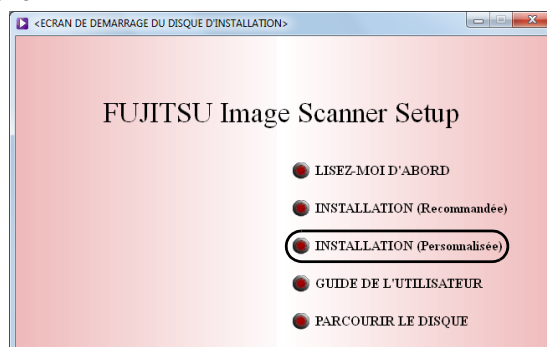 <ECRAN DE DEMARRAGE DU DISQUE D'INSTALLATION>
FUJITSU Image Scanner Setup
LISEZ-MOI D'ABORD
INSTALLATION (Recommandée)
INSTALLATION (Personnalisée)
GUIDE DE L'UTILISATEUR
PARCOURIR LE DISQUE